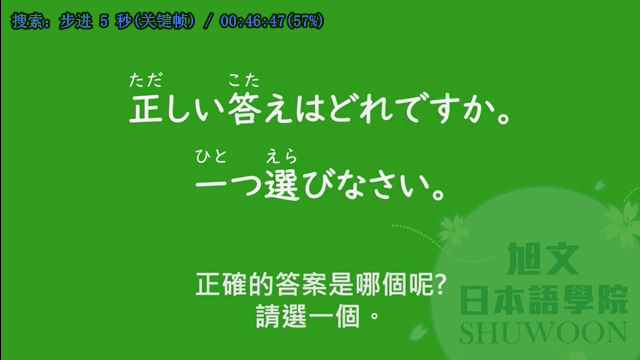 搜索: 步进 5 秒(关键帧) / 00:46:47(57%)
ただ こた
正しい答えはどれですか。
ひと えら
一つ選びなさい。
正確的答案是哪個呢?
請選一個。
旭文
日本語學院
SHUWOON